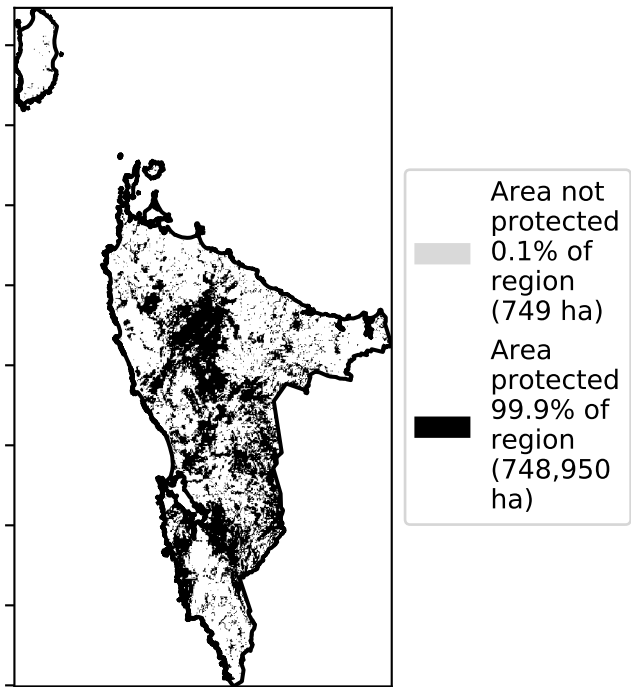 Area not
protected
0.1% of
region
(749 ha)
Area
protected
99.9% of
region
(748,950
ha)